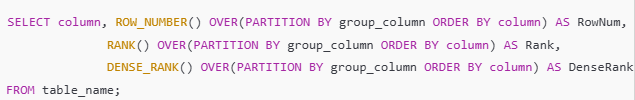 SELECT column, ROW_NUMBER() OVER(PARTITION BY group_column ORDER BY column) AS RowNum,
RANK() OVER(PARTITION BY group_column ORDER BY column) AS Rank,
DENSE_RANK() OVER(PARTITION BY group_column ORDER BY column) AS DenseRank
FROM table_name;